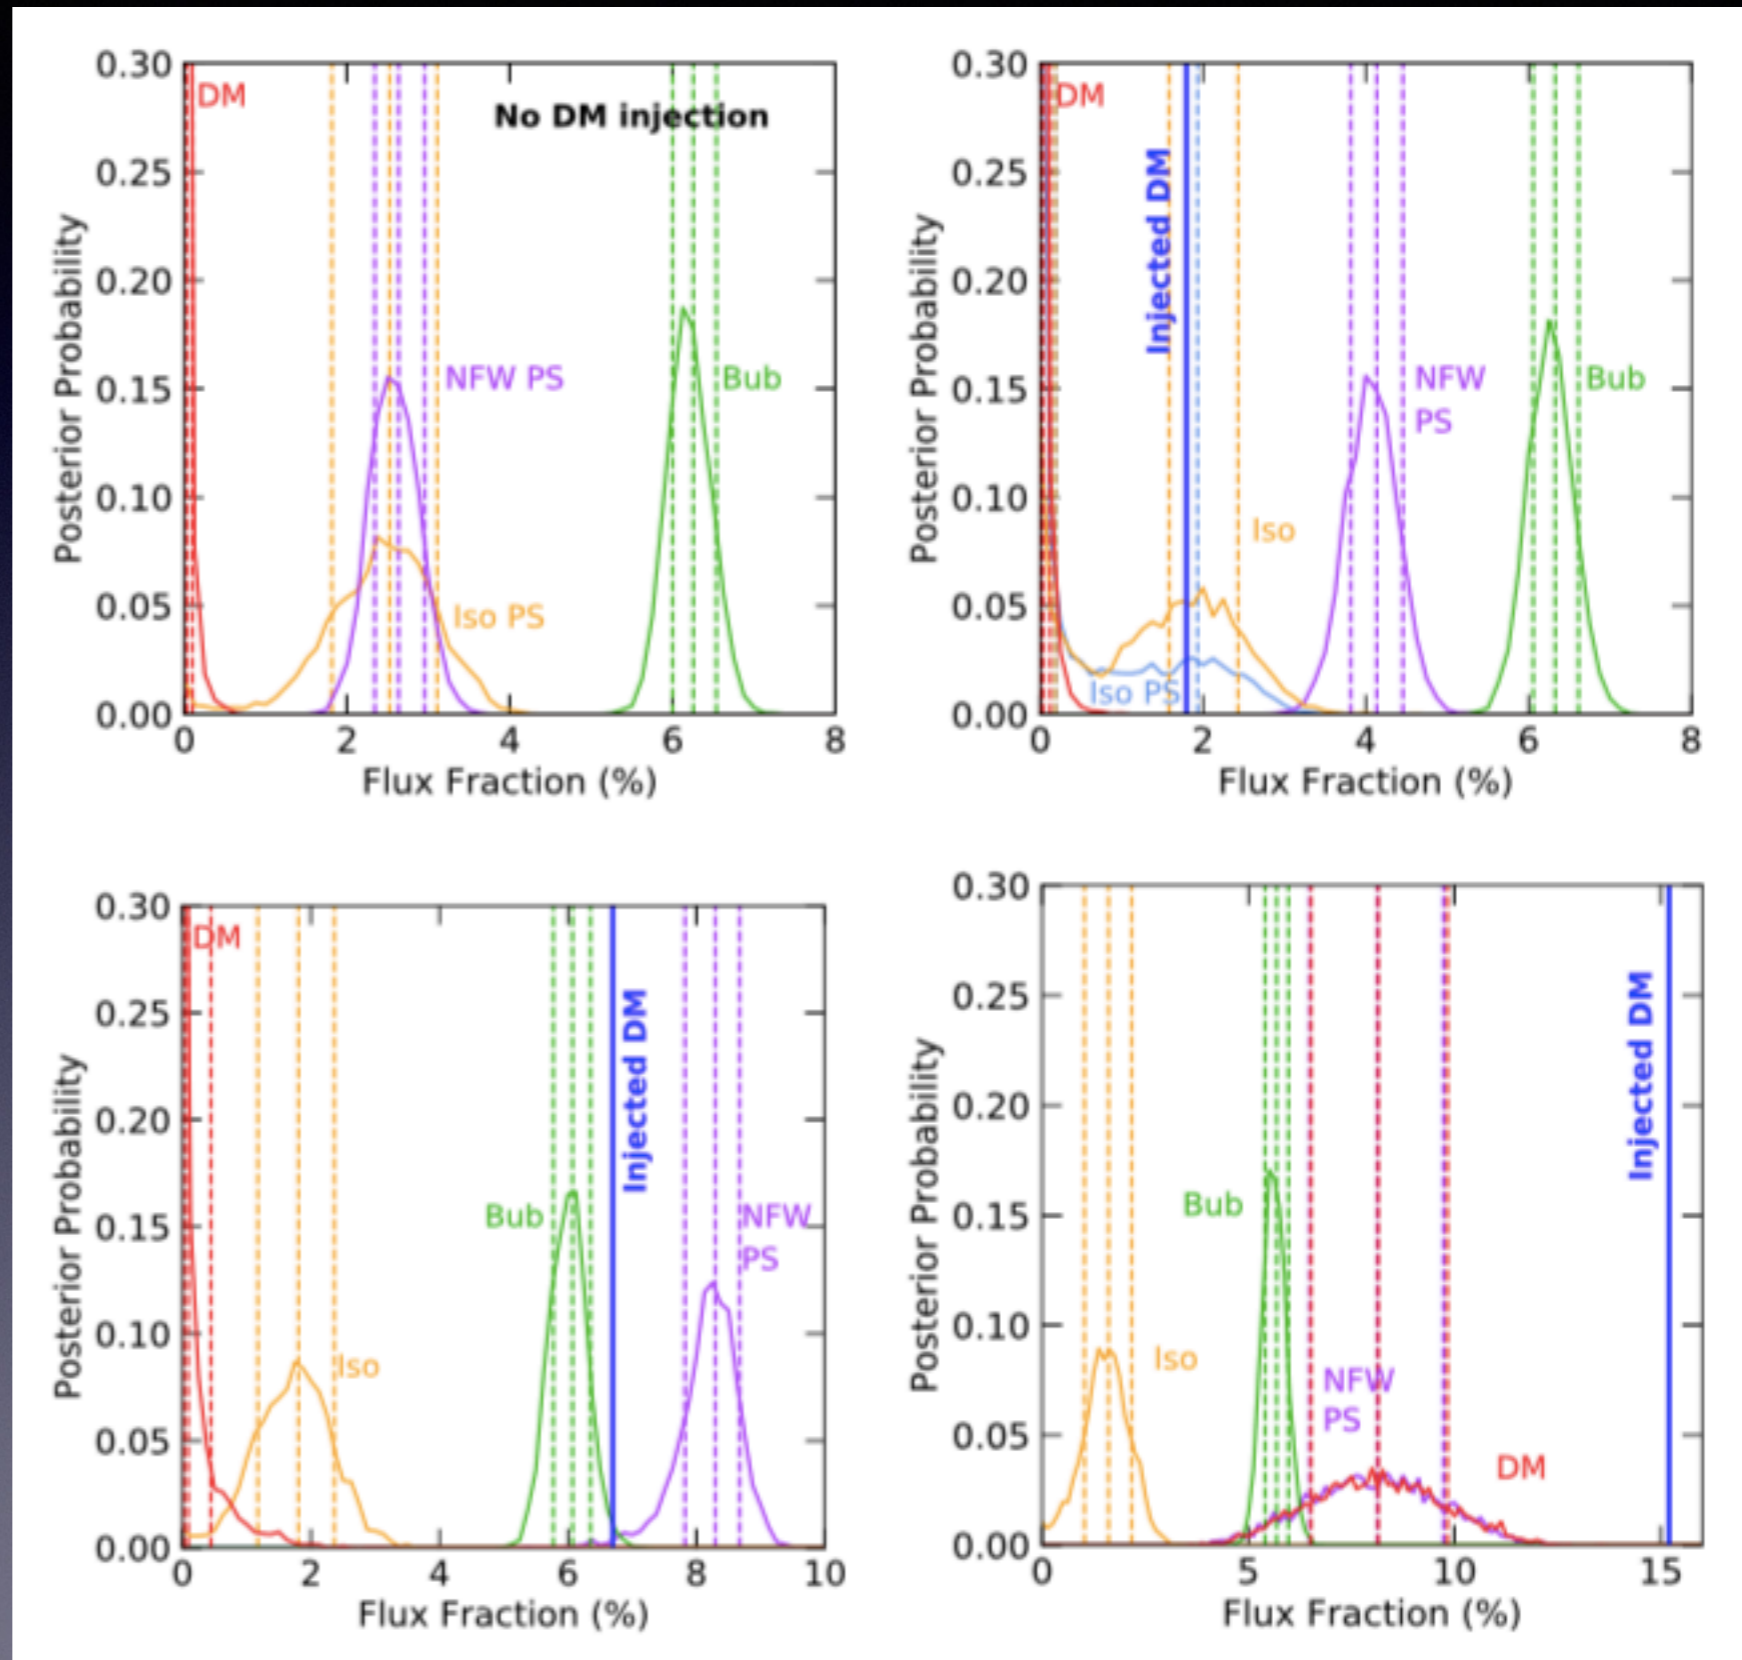 0.30
0.25
0.20
0.15
0.10
0.05
0.00
Posterior Probability
DM
No DM injection
NFW PS
Bub
Iso PS
0 2 4 6 8
Flux Fraction (%)
0.30
0.25
0.20
0.15
0.10
0.05
0.00
Posterior Probability
DM
Injected DM
NFW
PS
Bub
Iso
Iso PS
0 2 4 6 8
Flux Fraction (%)
0.30
0.25
0.20
0.15
0.10
0.05
0.00
Posterior Probability
DM
Injected DM
Bub
NFW
PS
Iso
0 2 4 6 8 10
Flux Fraction (%)
0.30
0.25
0.20
0.15
0.10
0.05
0.00
Posterior Probability
Injected DM
Bub
Iso
NFW
PS
DM
0 5 10 15
Flux Fraction (%)